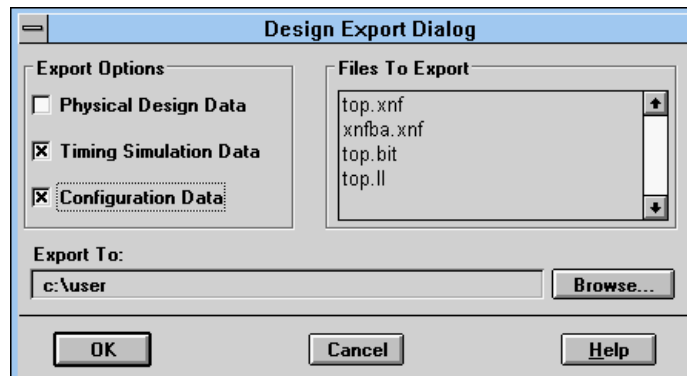 Design Export Dialog
Export Options
Physical Design Data
Timing Simulation Data
Configuration Data
Files To Export
top.xnf
xnfba.xnf
top.bit
top.ll
Export To:
c:\user
Browse...
OK
Cancel
Help